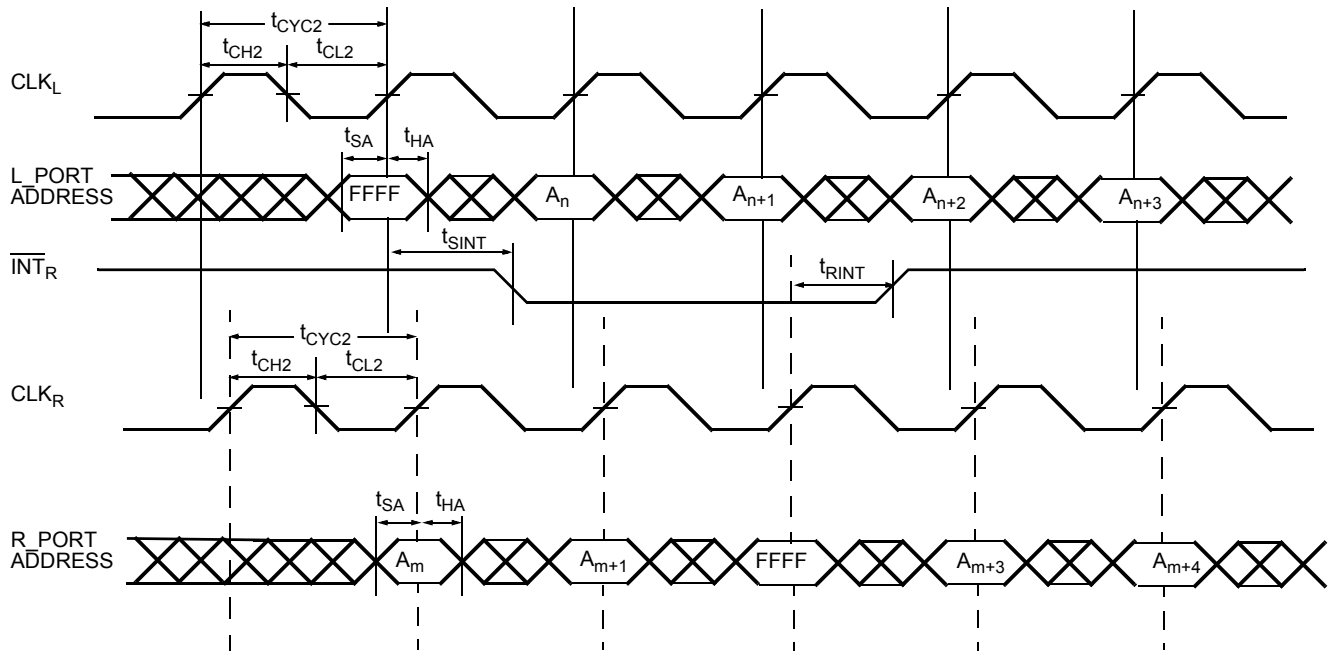 tCYC2
tCH2 tCL2
CLKL
tSA tHA
L_PORT
ADDRESS
FFFF An An+1 An+2 An+3
tSINT
INTR
tRINT
tCYC2
tCH2 tCL2
CLKR
tSA tHA
R_PORT
ADDRESS
Am Am+1 FFFF Am+3 Am+4